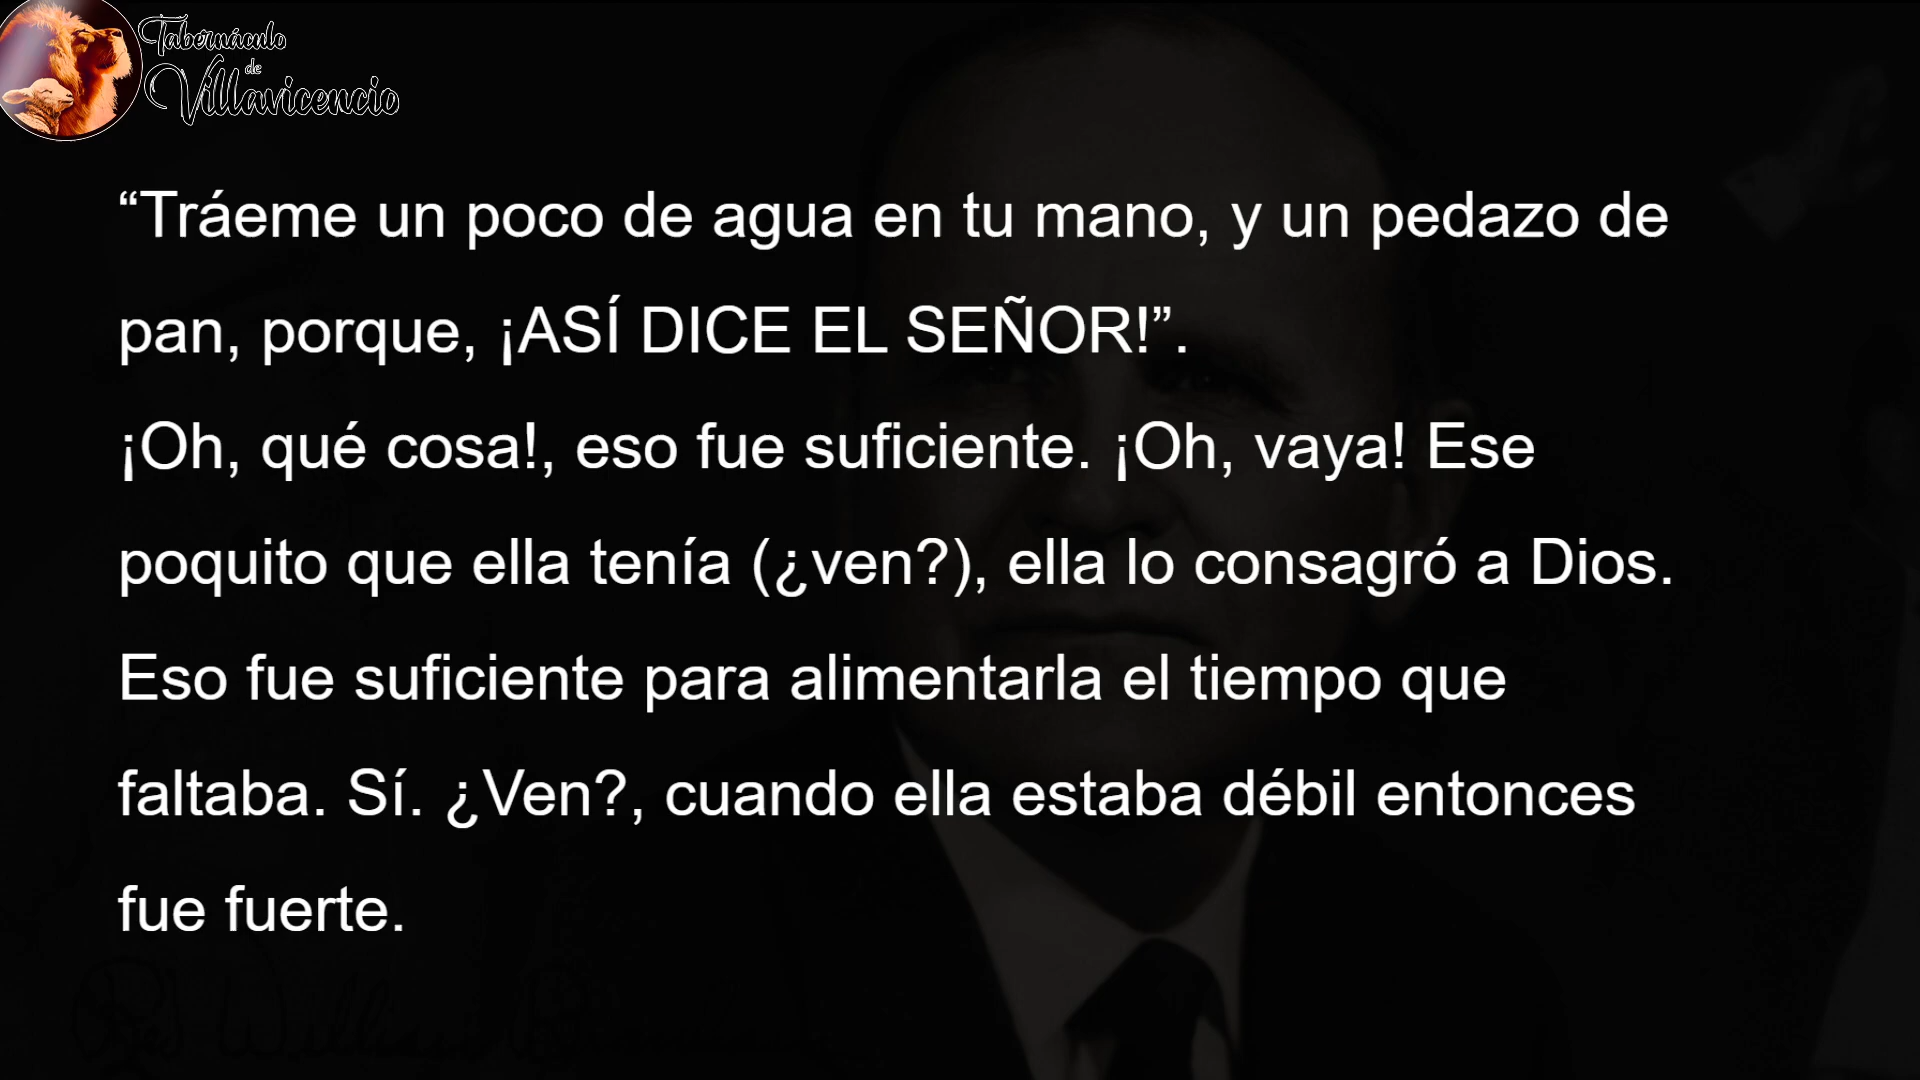 Tabernáculo
de
Villavicencio
“Tráeme un poco de agua en tu mano, y un pedazo de
pan, porque, ¡ASÍ DICE EL SEÑOR!”.
¡Oh, qué cosa!, eso fue suficiente. ¡Oh, vaya! Ese
poquito que ella tenía (¿ven?), ella lo consagró a Dios.
Eso fue suficiente para alimentarla el tiempo que
faltaba. Sí. ¿Ven?, cuando ella estaba débil entonces
fue fuerte.